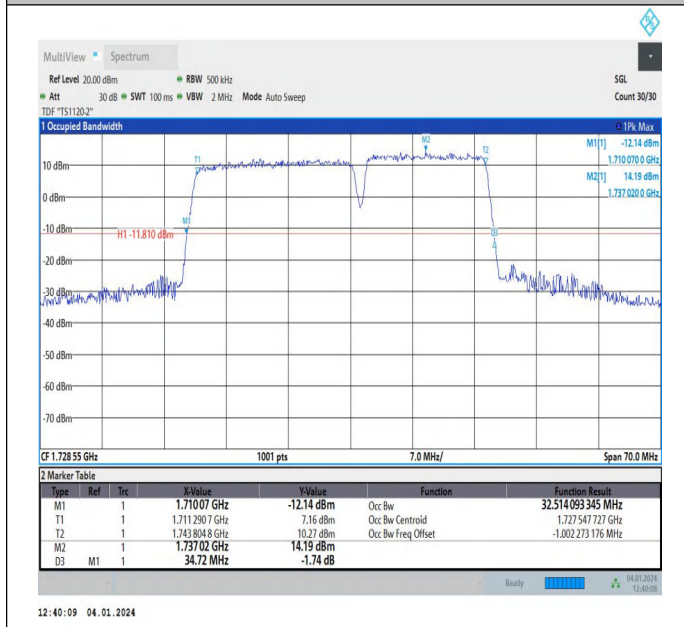 MultiView Spectrum
Ref Level 20.00 dBm RBW 500 kHz SGL
Att 30 dB SWT 100 ms VBW 2 MHz Mode Auto Sweep Count 30/30
TDF "TS1120-2"
1 Occupied Bandwidth 1Pk Max
M1[1] -12.14 dBm
1.710 070 0 GHz
M2[1] 14.19 dBm
1.737 020 0 GHz
M2
T1
T2
10 dBm
0 dBm
M1
-10 dBm
H1 -11.810 dBm
D3
-20 dBm
-30 dBm
-40 dBm
-50 dBm
-60 dBm
-70 dBm
CF 1.728 55 GHz 1001 pts 7.0 MHz/ Span 70.0 MHz
2 Marker Table
Type Ref Trc X-Value Y-Value Function Function Result
M1 1 1.71007 GHz -12.14 dBm Occ Bw 32.514 093 345 MHz
T1 1 1.711 290 7 GHz 7.16 dBm Occ Bw Centroid 1.727 547 727 GHz
T2 1 1.743 804 8 GHz 10.27 dBm Occ Bw Freq Offset -1.002 273 176 MHz
M2 1 1.737 02 GHz 14.19 dBm
D3 M1 1 34.72 MHz -1.74 dB
Ready 04.01.2024
12:40:08
12:40:09 04.01.2024